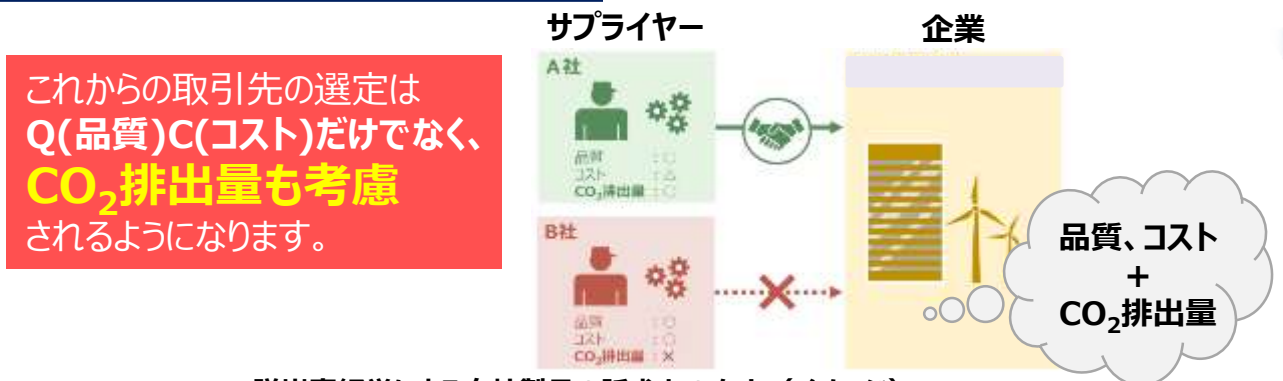 サプライヤー
企業
これからの取引先の選定は
Q(品質)C(コスト)だけでなく、
CO₂排出量も考慮
されるようになります。
A社
品質 :○
コスト :△
CO₂排出量 :○
B社
品質 :○
コスト :○
CO₂排出量 :×
品質、コスト
+
CO₂排出量